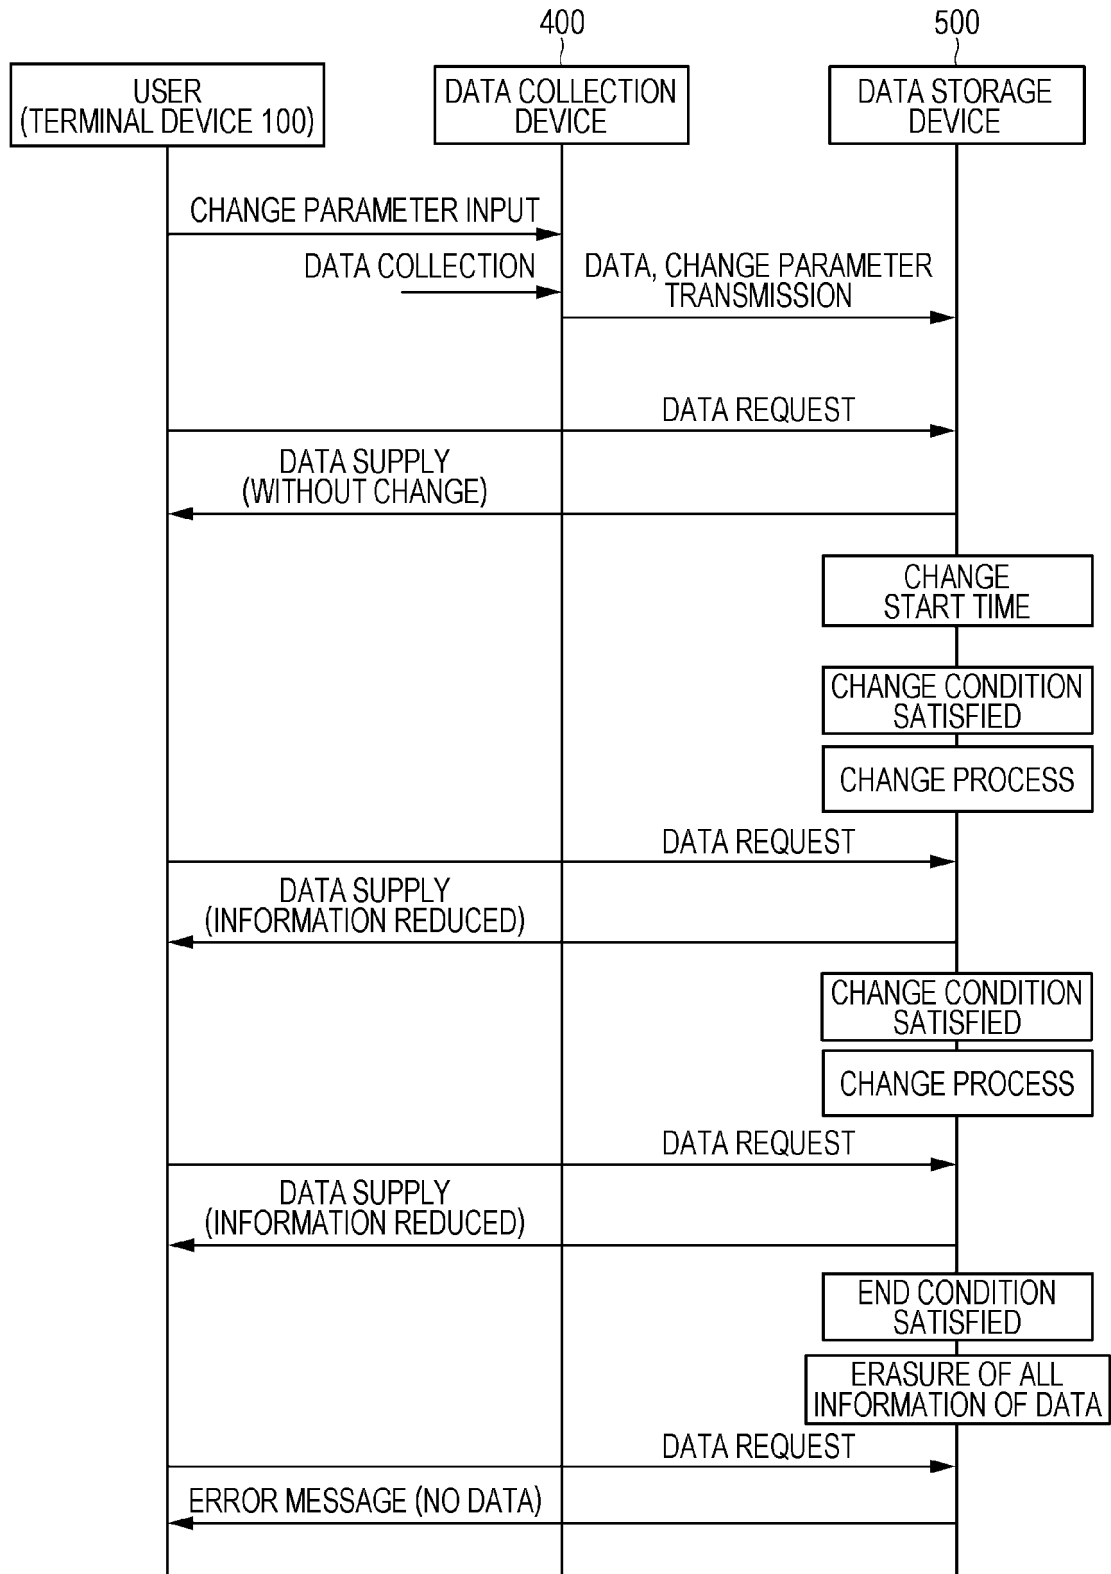 400
500
USER
(TERMINAL DEVICE 100)
DATA COLLECTION
DEVICE
DATA STORAGE
DEVICE
CHANGE PARAMETER INPUT
DATA COLLECTION
DATA, CHANGE PARAMETER
TRANSMISSION
DATA REQUEST
DATA SUPPLY
(WITHOUT CHANGE)
CHANGE
START TIME
CHANGE CONDITION
SATISFIED
CHANGE PROCESS
DATA REQUEST
DATA SUPPLY
(INFORMATION REDUCED)
CHANGE CONDITION
SATISFIED
CHANGE PROCESS
DATA REQUEST
DATA SUPPLY
(INFORMATION REDUCED)
END CONDITION
SATISFIED
ERASURE OF ALL
INFORMATION OF DATA
DATA REQUEST
ERROR MESSAGE (NO DATA)